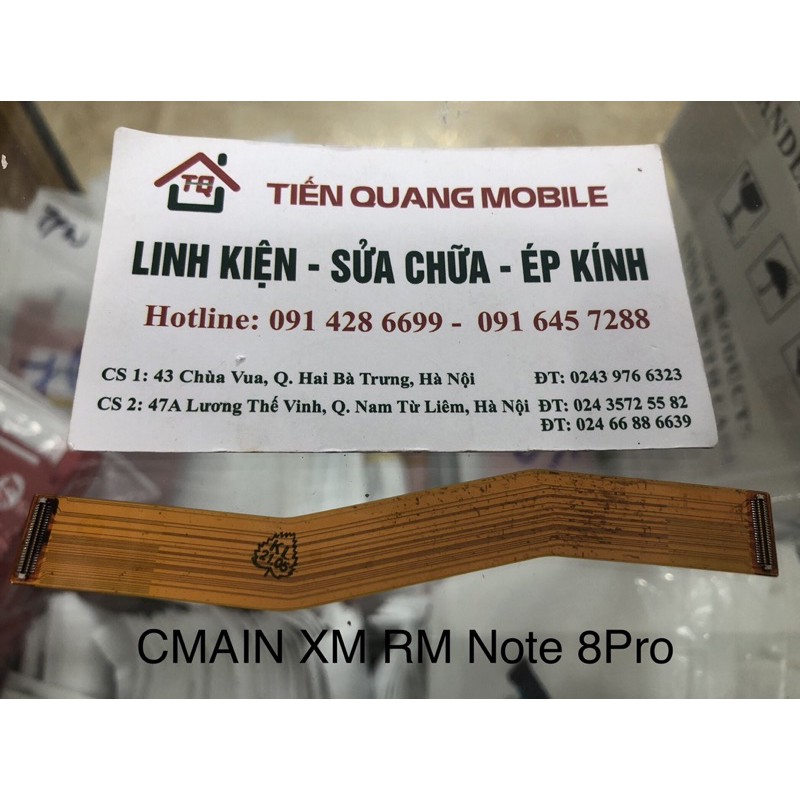 TQ
TIẾN QUANG MOBILE
LINH KIỆN - SỬA CHỮA - ÉP KÍNH
Hotline: 091 428 6699 - 091 645 7288
CS 1: 43 Chùa Vua, Q. Hai Bà Trưng, Hà Nội ĐT: 0243 976 6323
CS 2: 47A Lương Thế Vinh, Q. Nam Từ Liêm, Hà Nội ĐT: 024 3572 55 82
ĐT: 024 66 88 6639
CMAIN XM RM Note 8Pro